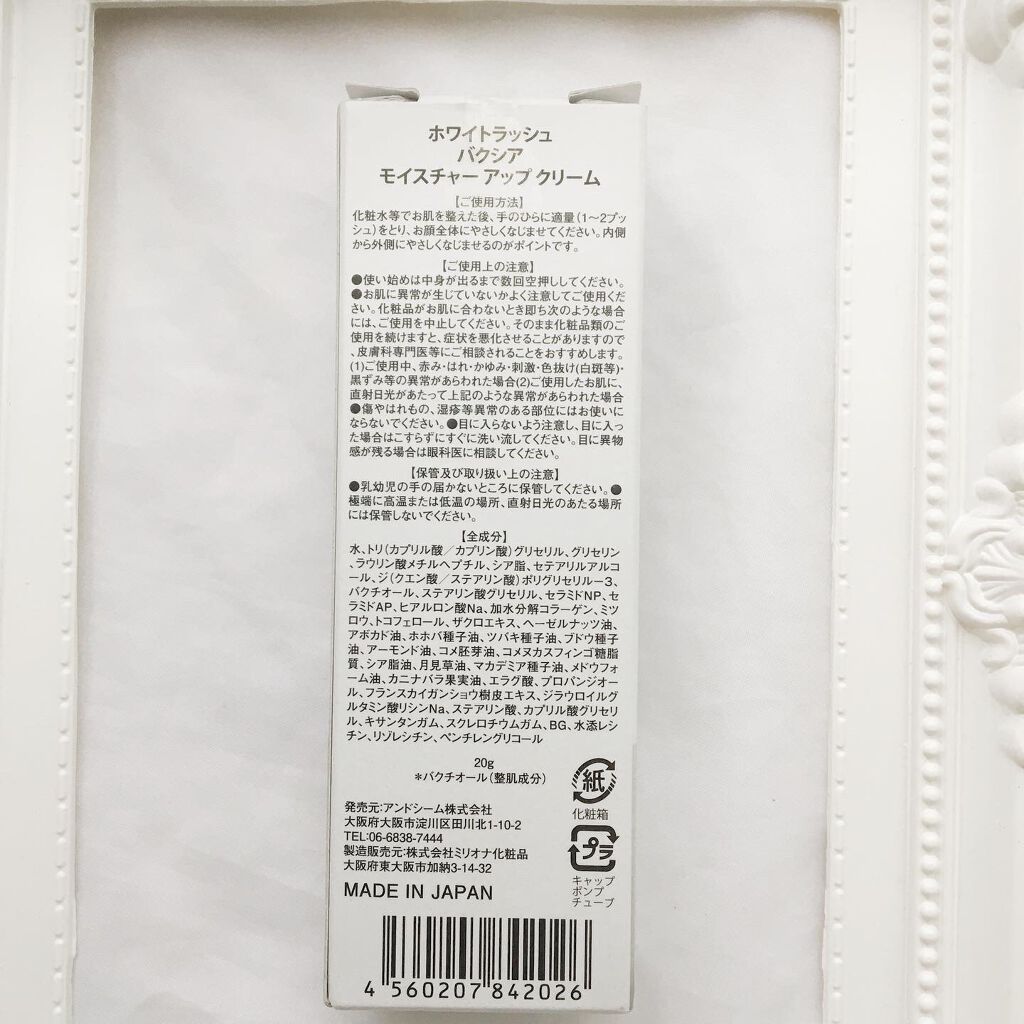 ホワイトラッシュ
バクシア
モイスチャー アップ クリーム
【ご使用方法】
化粧水等でお肌を整えた後、手のひらに適量(1〜2プッ
シュ)をとり、お顔全体にやさしくなじませてください。内側
から外側にやさしくなじませるのがポイントです。
【ご使用上の注意】
●使い始めは中身が出るまで数回空押ししてください。
●お肌に異常が生じていないかよく注意してご使用くだ
さい。化粧品がお肌に合わないとき即ち次のような場合
には、ご使用を中止してください。そのまま化粧品類のご
使用を続けますと、症状を悪化させることがありますので
、皮膚科専門医等にご相談されることをおすすめします。
(1)ご使用中、赤み・はれ・かゆみ・刺激・色抜け(白斑等)・
黒ずみ等の異常があらわれた場合(2)ご使用したお肌に、
直射日光があたって上記のような異常があらわれた場合
●傷やはれもの、湿疹等異常のある部位にはお使いに
ならないでください。●目に入らないよう注意し、目に入っ
た場合はこすらずにすぐに洗い流してください。目に異物
感が残る場合は眼科医に相談してください。
【保管及び取り扱い上の注意】
●乳幼児の手の届かないところに保管してください。●
極端に高温または低温の場所、直射日光のあたる場所
には保管しないでください。
【全成分】
水、トリ(カプリル酸/カプリン酸)グリセリル、グリセリン
、ラウリン酸メチルヘプチル、シア脂、セテアリルアルコ
ール、ジ(クエン酸/ステアリン酸)ポリグリセリル-3、
バクチオール、ステアリン酸グリセリル、セラミドNP、セ
ラミドAP、ヒアルロン酸Na、加水分解コラーゲン、ミツ
ロウ、トコフェロール、ザクロエキス、ヘーゼルナッツ油、
アボカド油、ホホバ種子油、ツバキ種子油、ブドウ種子
油、アーモンド油、コメ胚芽油、コメヌカスフィンゴ糖脂
質、シア脂油、月見草油、マカデミア種子油、メドウフォ
ーム油、カニナバラ果実油、エラグ酸、プロパンジオー
ル、フランスカイガンショウ樹皮エキス、ジラウロイルグ
ルタミン酸リシンNa、ステアリン酸、カプリル酸グリセリ
ル、キサンタンガム、スクレロチウムガム、BG、水添レシ
チン、リゾレシチン、ペンチレングリコール
20g
*バクチオール(整肌成分)
発売元:アンドシーム株式会社
大阪府大阪市淀川区田川北1-10-2
TEL:06-6838-7444
製造販売元:株式会社ミリオナ化粧品
大阪府東大阪市加納3-14-32
MADE IN JAPAN
紙
化粧箱
プラ
キャップ
ポンプ
チューブ
4 560207 842026